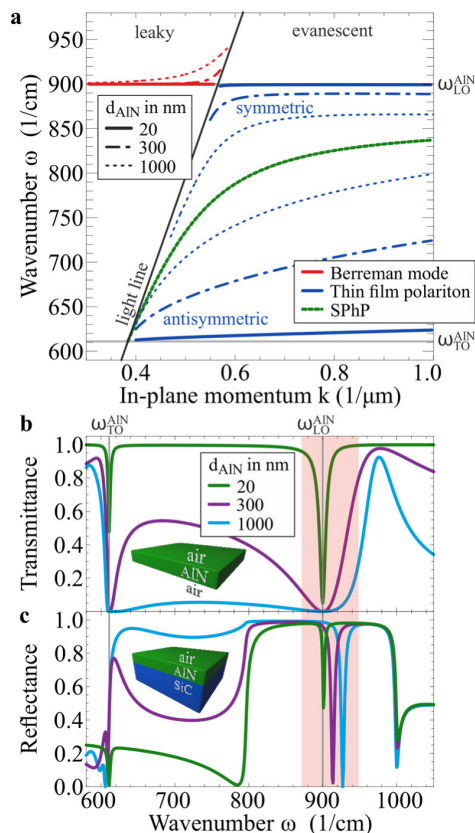 a
leaky
evanescent
950
900
850
800
750
700
650
600
Wavenumber ω (1/cm)
ω_LO^AlN
d_AlN in nm
20
300
1000
symmetric
light line
antisymmetric
Berreman mode
Thin film polariton
SPhP
ω_TO^AlN
0.4
0.6
0.8
1.0
In-plane momentum k (1/μm)
b
ω_TO^AlN
ω_LO^AlN
1.0
0.8
0.6
0.4
0.2
Transmittance
d_AlN in nm
20
300
1000
air
AlN
air
c
1.0
0.8
0.6
0.4
0.2
0.0
Reflectance
air
AlN
SiC
600
700
800
900
1000
Wavenumber ω (1/cm)